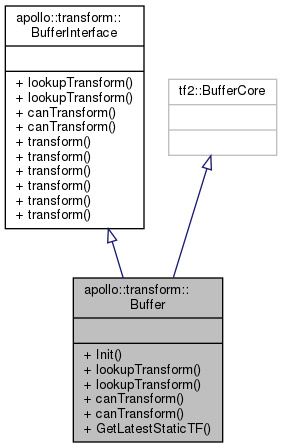 apollo::transform::
BufferInterface
+ lookupTransform()
+ lookupTransform()
+ canTransform()
+ canTransform()
+ transform()
+ transform()
+ transform()
+ transform()
+ transform()
+ transform()
tf2::BufferCore
apollo::transform::
Buffer
+ Init()
+ lookupTransform()
+ lookupTransform()
+ canTransform()
+ canTransform()
+ GetLatestStaticTF()